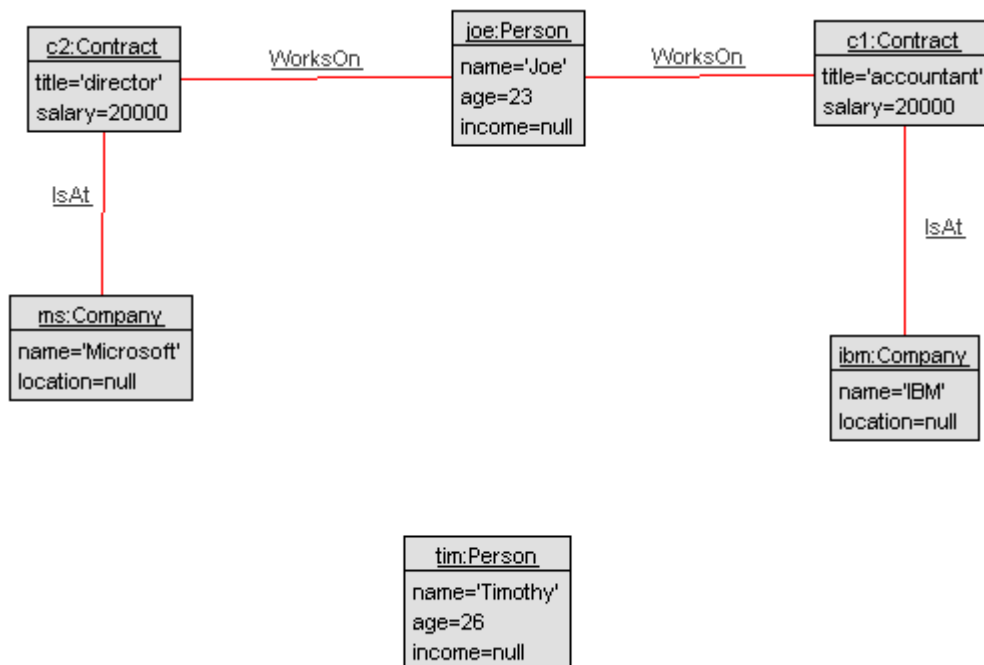 c2:Contract
title='director'
salary=20000
WorksOn
joe:Person
name='Joe'
age=23
income=null
WorksOn
c1:Contract
title='accountant'
salary=20000
IsAt
IsAt
ms:Company
name='Microsoft'
location=null
ibm:Company
name='IBM'
location=null
tim:Person
name='Timothy'
age=26
income=null